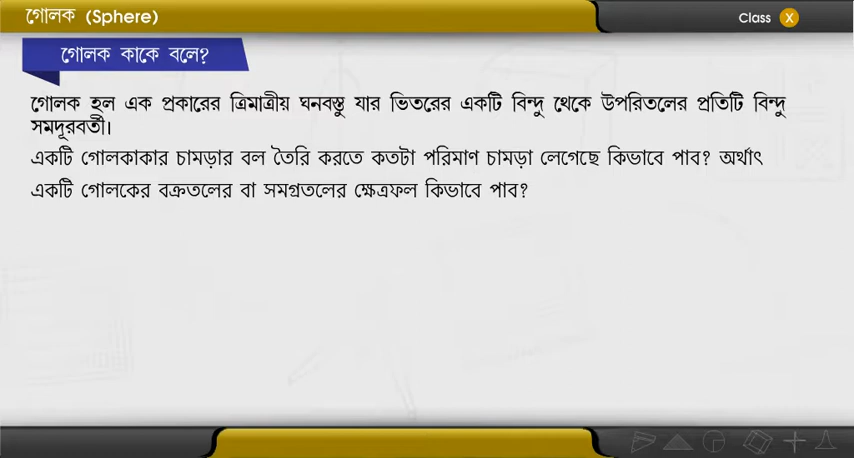 গোলক (Sphere)
Class X
গোলক কাকে বলে?
গোলক হল এক প্রকারের ত্রিমাত্রীয় ঘনবস্তু যার ভিতরের একটি বিন্দু থেকে উপরিতলের প্রতিটি বিন্দু
সমদূরবর্তী।
একটি গোলকাকার চামড়ার বল তৈরি করতে কতটা পরিমাণ চামড়া লেগেছে কিভাবে পাব? অর্থাৎ
একটি গোলকের বক্রতলের বা সমগ্রতলের ক্ষেত্রফল কিভাবে পাব?